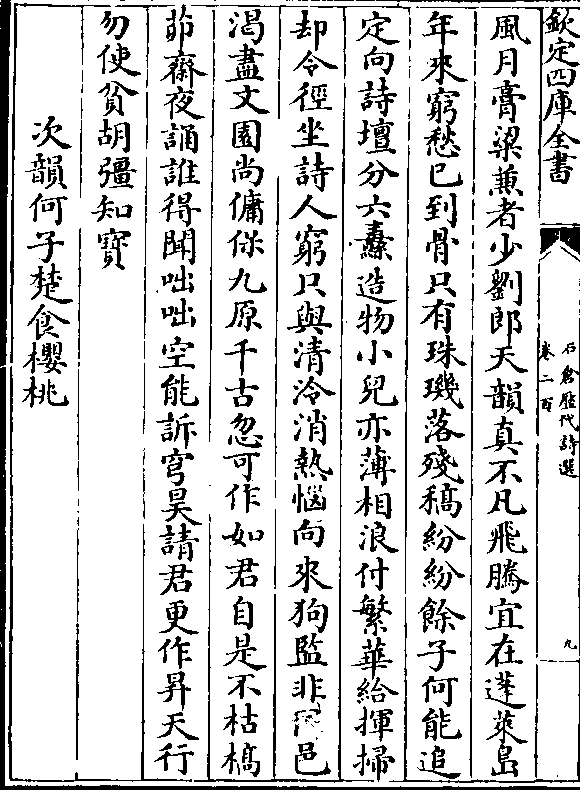 欽定四庫全書
石倉歷代詩選
卷二百
九
風月膏粱兼者少劉郎天韻真不凡飛騰宜在蓬萊島
年來窮愁已到骨只有珠璣落殘稿紛紛餘子何能追
定向詩壇分六纛造物小兒亦薄相浪付繁華給揮掃
却令徑坐詩人窮只與清冷消熱惱向來狗監非邑
渴盡文園尚傭保九原千古忽可作如君自是不枯槁
茆齋夜誦誰得聞咄咄空能訴穹昊請君更作昇天行
勿使貧胡彊知寶
次韻何子楚食櫻桃